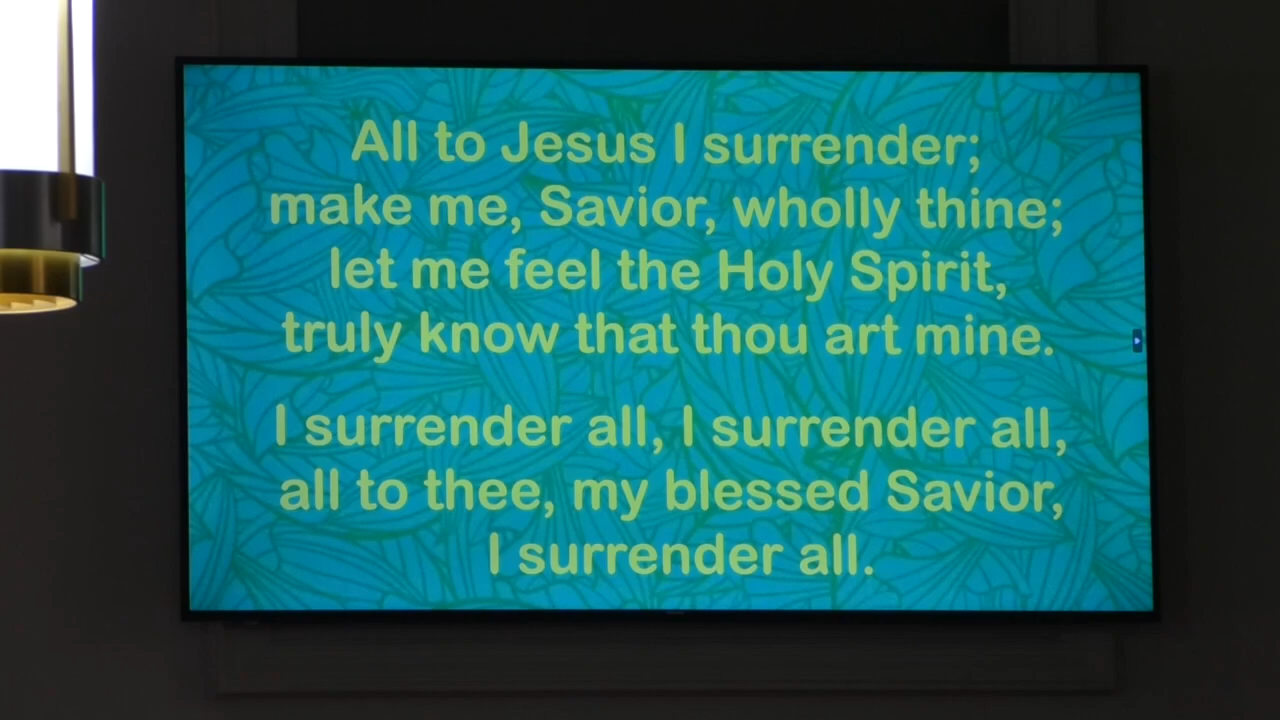 All to Jesus I surrender;
make me, Savior, wholly thine;
let me feel the Holy Spirit,
truly know that thou art mine.
I surrender all, I surrender all,
all to thee, my blessed Savior,
I surrender all.